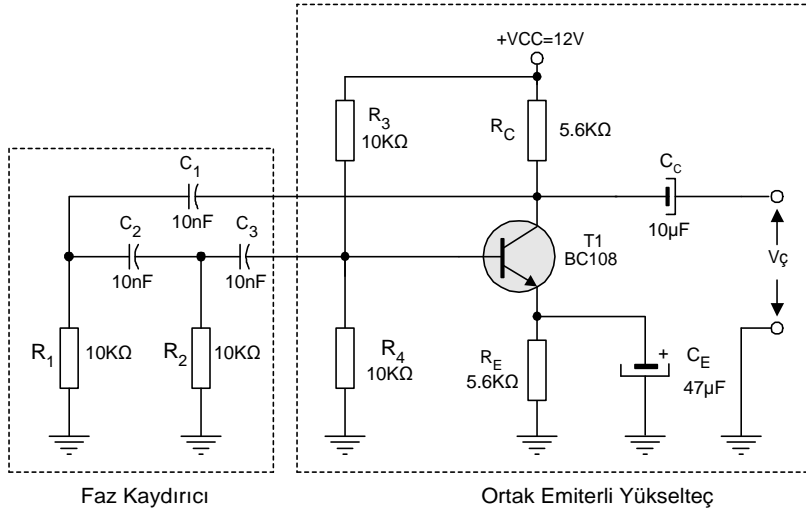 +VCC=12V
R3
10KΩ
RC
5.6KΩ
C1
10nF
CC
10µF
C2
10nF
C3
10nF
T1
BC108
Vç
R1
10KΩ
R2
10KΩ
R4
10KΩ
RE
5.6KΩ
+
CE
47µF
Faz Kaydırıcı
Ortak Emiterli Yükselteç